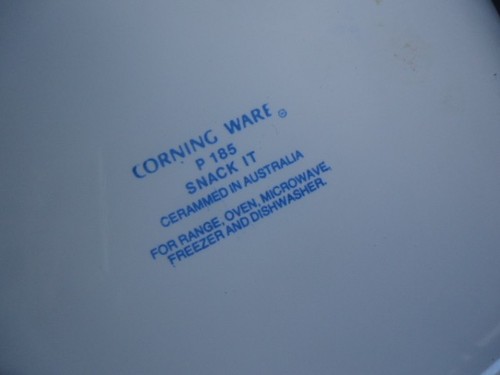 CORNING WARE ®
P 185
SNACK IT
CERAMMED IN AUSTRALIA
FOR RANGE, OVEN, MICROWAVE,
FREEZER AND DISHWASHER.